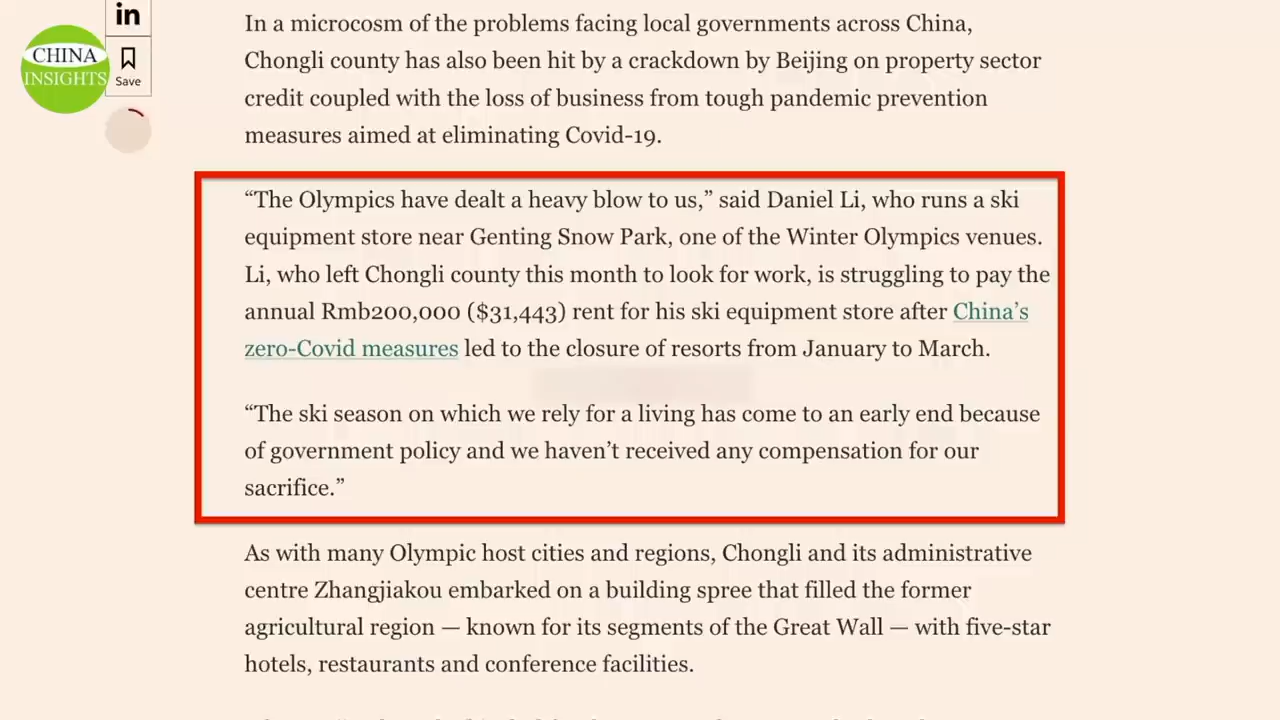 in
CHINA
INSIGHTS
Save
In a microcosm of the problems facing local governments across China,
Chongli county has also been hit by a crackdown by Beijing on property sector
credit coupled with the loss of business from tough pandemic prevention
measures aimed at eliminating Covid-19.
“The Olympics have dealt a heavy blow to us,” said Daniel Li, who runs a ski
equipment store near Genting Snow Park, one of the Winter Olympics venues.
Li, who left Chongli county this month to look for work, is struggling to pay the
annual Rmb200,000 ($31,443) rent for his ski equipment store after China’s
zero-Covid measures led to the closure of resorts from January to March.
“The ski season on which we rely for a living has come to an early end because
of government policy and we haven’t received any compensation for our
sacrifice.”
As with many Olympic host cities and regions, Chongli and its administrative
centre Zhangjiakou embarked on a building spree that filled the former
agricultural region — known for its segments of the Great Wall — with five-star
hotels, restaurants and conference facilities.